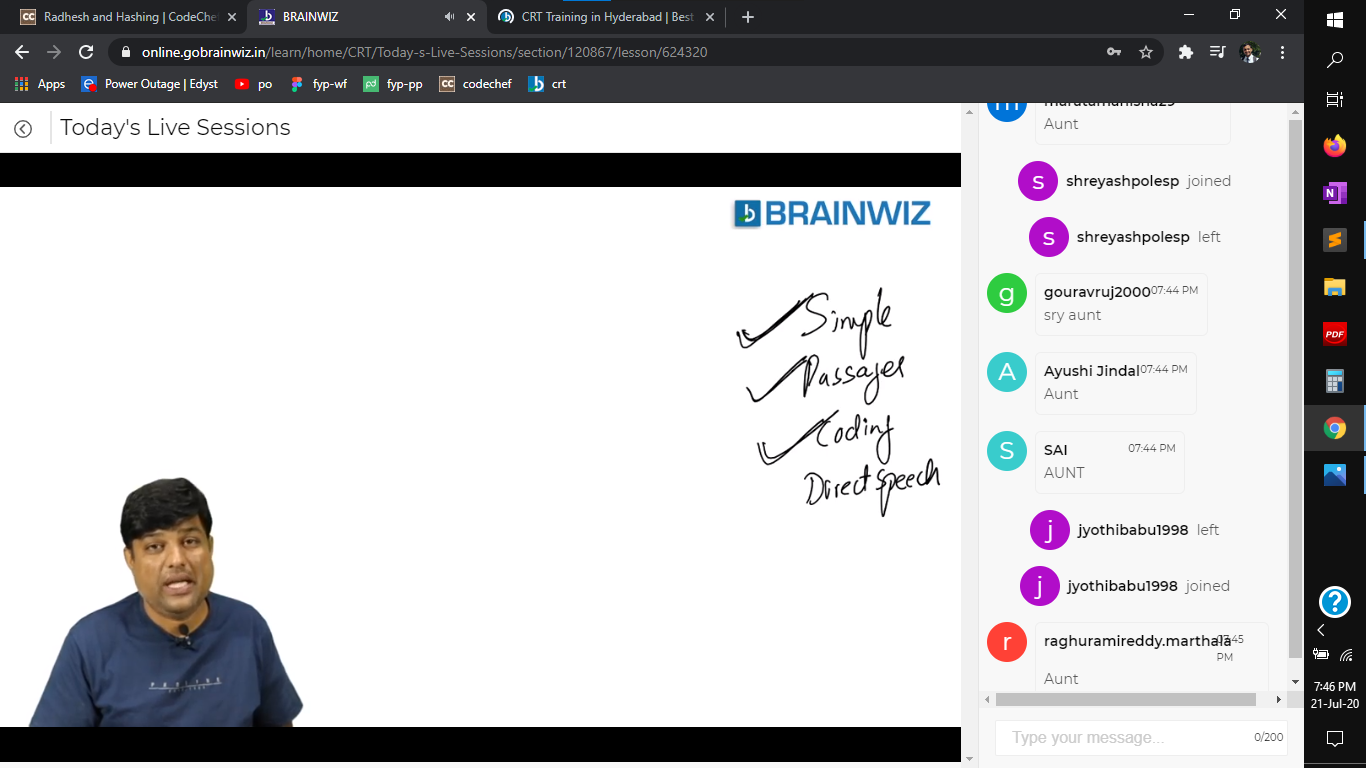 Radhesh and Hashing | CodeChef
BRAINWIZ
CRT Training in Hyderabad | Best
online.gobrainwiz.in/learn/home/CRT/Today-s-Live-Sessions/section/120867/lesson/624320
Apps
Power Outage | Edyst
po
fyp-wf
fyp-pp
codechef
crt
Today's Live Sessions
BRAINWIZ
Simple
Passages
Coding
Direct speech
Aunt
s shreyashpolesp joined
s shreyashpolesp left
g gouravruj2000 07:44 PM
sry aunt
A Ayushi Jindal 07:44 PM
Aunt
S SAI 07:44 PM
AUNT
j jyothibabu1998 left
j jyothibabu1998 joined
r raghuramireddy.marthala 07:45 PM
Aunt
Type your message... 0/200
PDF
7:46 PM
21-Jul-20